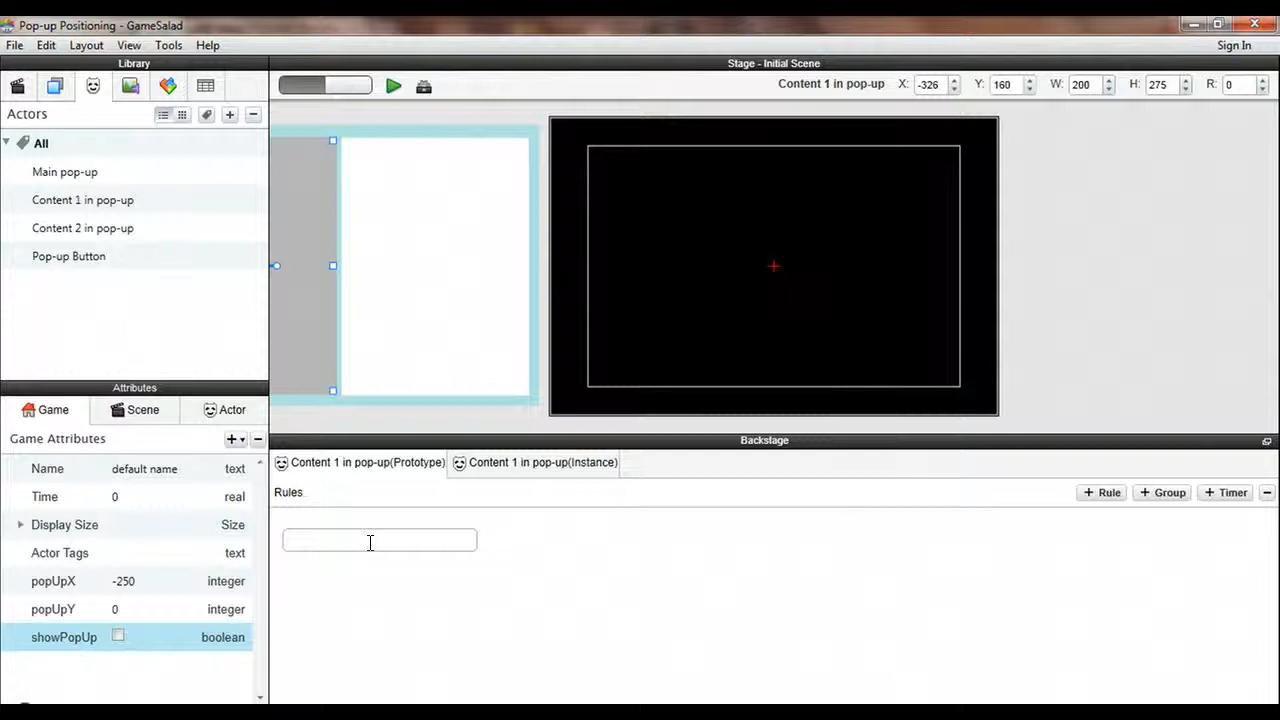 Pop-up Positioning - GameSalad
File Edit Layout View Tools Help
Sign In
Library
Stage - Initial Scene
Content 1 in pop-up X: -326 Y: 160 W: 200 H: 275 R: 0
Actors
All
Main pop-up
Content 1 in pop-up
Content 2 in pop-up
Pop-up Button
Attributes
Game Scene Actor
Game Attributes
Name default name text
Time 0 real
Display Size Size
Actor Tags text
popUpX -250 integer
popUpY 0 integer
showPopUp boolean
Backstage
Content 1 in pop-up(Prototype) Content 1 in pop-up(Instance)
Rules
+ Rule + Group + Timer